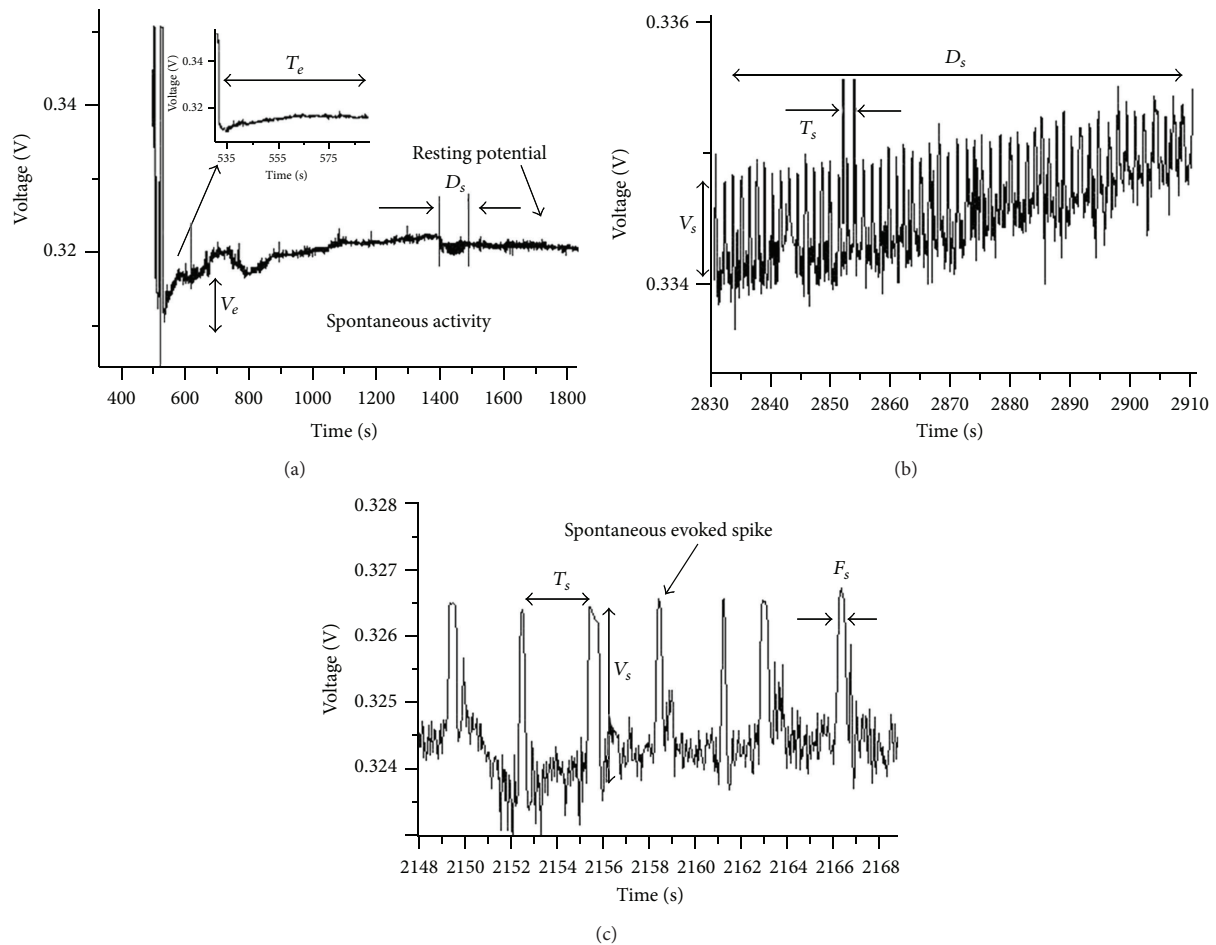 Voltage (V)
0.34
0.32
400 600 800 1000 1200 1400 1600 1800
Time (s)
Voltage (V)
0.34
0.32
535 555 575
Time (s)
T_e
V_e
D_s
Resting potential
Spontaneous activity
(a)
Voltage (V)
0.336
0.334
2830 2840 2850 2860 2870 2880 2890 2900 2910
Time (s)
D_s
T_s
V_s
(b)
Voltage (V)
0.328
0.327
0.326
0.325
0.324
2148 2150 2152 2154 2156 2158 2160 2162 2164 2166 2168
Time (s)
Spontaneous evoked spike
T_s
V_s
F_s
(c)